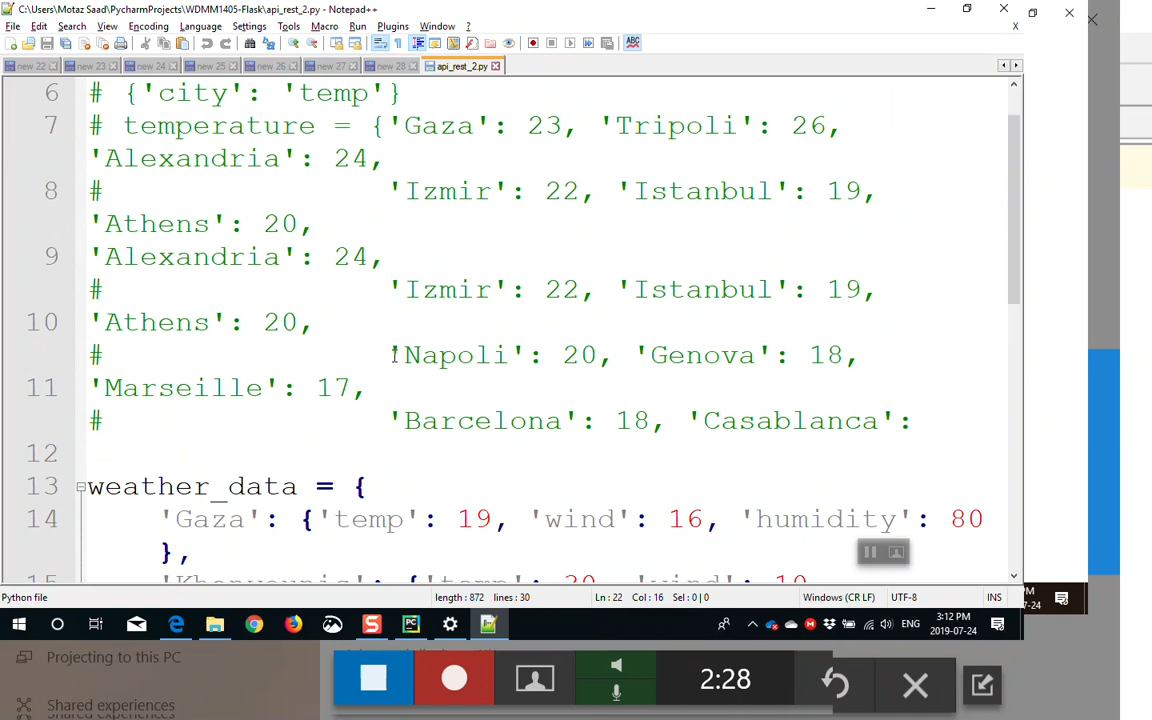 C:\Users\Motaz Saad\PycharmProjects\WDMM1405-Flask\api_rest_2.py - Notepad++
File Edit Search View Encoding Language Settings Tools Macro Run Plugins Window ?
X
new 22 new 23 new 24 new 25 new 26 new 27 new 28 api_rest_2.py
6 # {'city': 'temp'}
7 # temperature = {'Gaza': 23, 'Tripoli': 26,
'Alexandria': 24,
8 # 'Izmir': 22, 'Istanbul': 19,
'Athens': 20,
9 'Alexandria': 24,
# 'Izmir': 22, 'Istanbul': 19,
10 'Athens': 20,
# 'Napoli': 20, 'Genova': 18,
11 'Marseille': 17,
# 'Barcelona': 18, 'Casablanca':
12
13 weather_data = {
14 'Gaza': {'temp': 19, 'wind': 16, 'humidity': 80
},
Python file length: 872 lines: 30 Ln: 22 Col: 16 Sel: 0 | 0 Windows (CR LF) UTF-8 INS
ENG 3:12 PM
2019-07-24
Projecting to this PC
2:28
Shared experiences